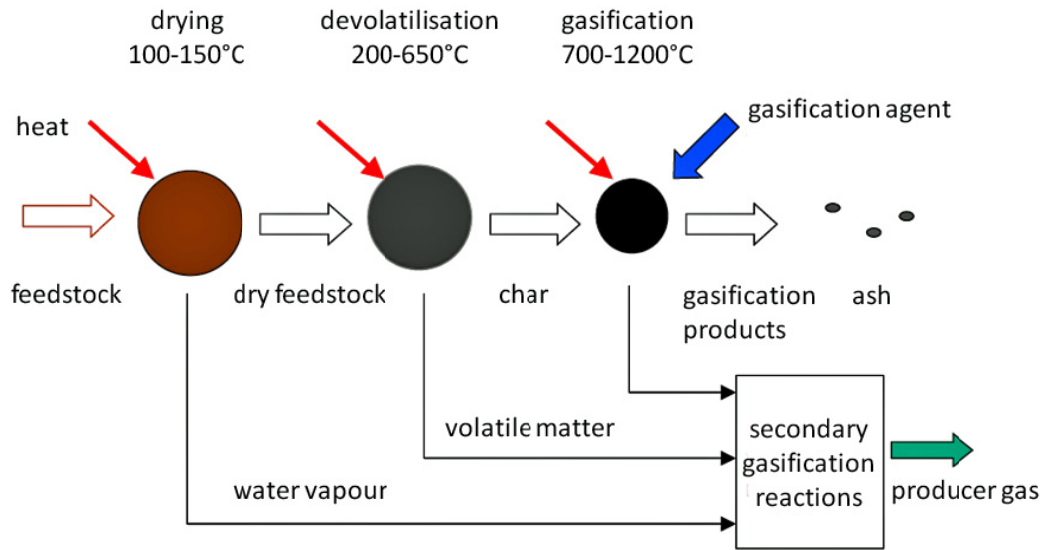 drying
100-150°C
devolatilisation
200-650°C
gasification
700-1200°C
heat
gasification agent
feedstock
dry feedstock
char
gasification
products
ash
volatile matter
water vapour
secondary
gasification
reactions
producer gas